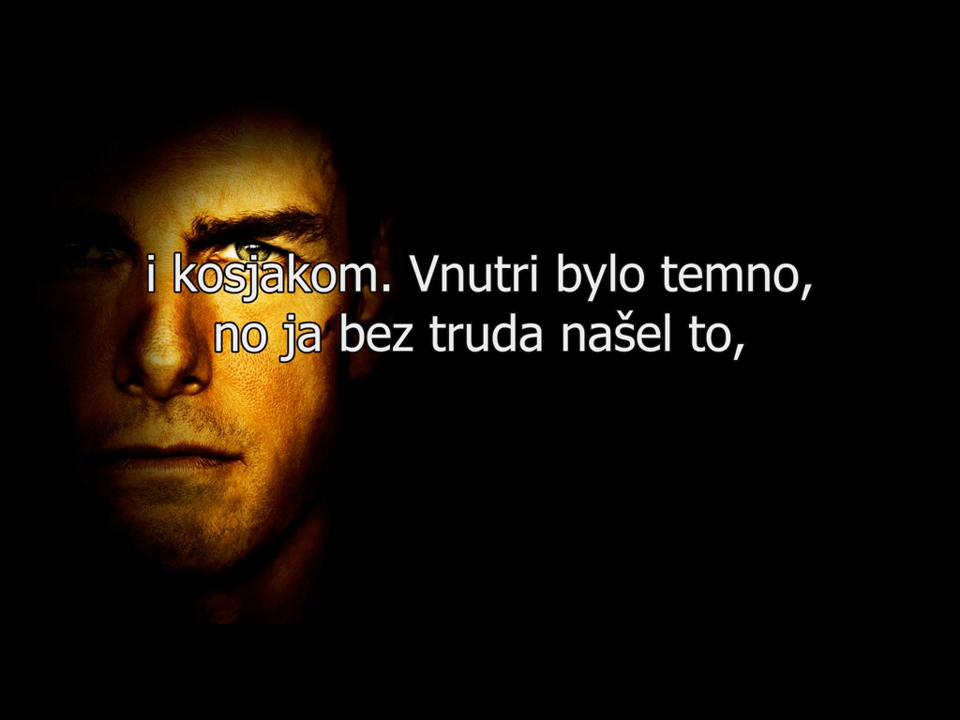 i kosjakom. Vnutri bylo temno,
no ja bez truda našel to,